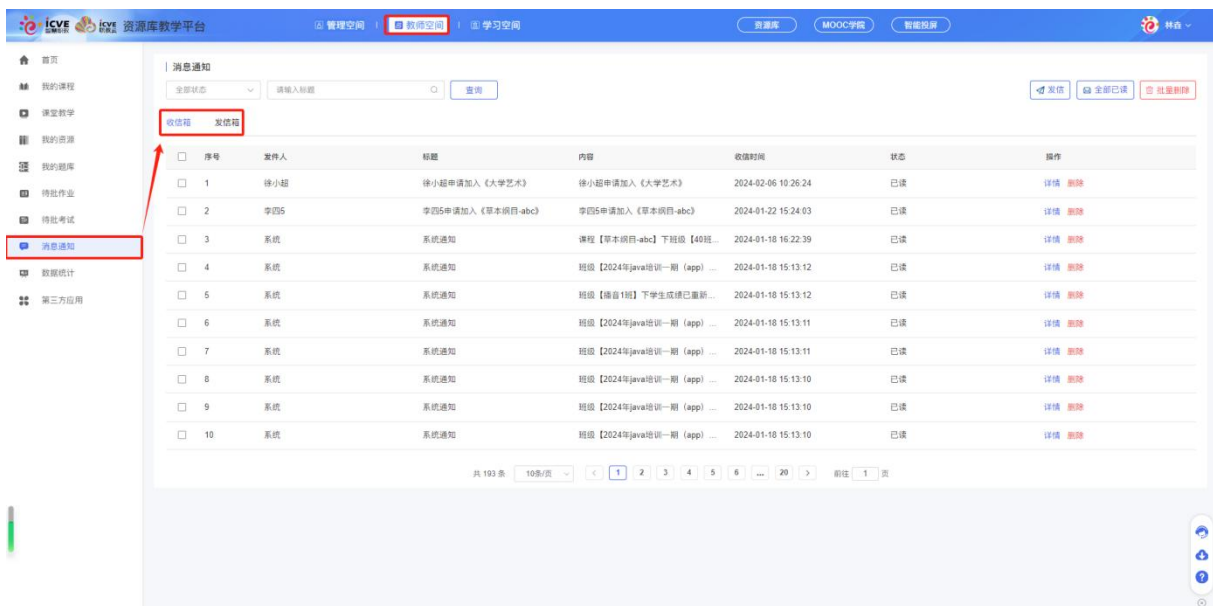 icve 智慧职教 icve 职教云 资源库教学平台 管理空间 教师空间 学习空间 资源库 MOOC学院 智能投屏 林森
首页
我的课程
课堂教学
我的资源
我的题库
待批作业
待批考试
消息通知
数据统计
第三方应用
消息通知
全部状态 请输入标题 查询 发信 全部已读 批量删除
收信箱 发信箱
序号 发件人 标题 内容 收信时间 状态 操作
1 徐小超 徐小超申请加入《大学艺术》 徐小超申请加入《大学艺术》 2024-02-06 10:26:24 已读 详情 删除
2 李四5 李四5申请加入《草本纲目-abc》 李四5申请加入《草本纲目-abc》 2024-01-22 15:24:03 已读 详情 删除
3 系统 系统通知 课程【草本纲目-abc】下班级【40班... 2024-01-18 16:22:39 已读 详情 删除
4 系统 系统通知 班级【2024年java培训一期（app）... 2024-01-18 15:13:12 已读 详情 删除
5 系统 系统通知 班级【播音1班】下学生成绩已重新... 2024-01-18 15:13:12 已读 详情 删除
6 系统 系统通知 班级【2024年java培训一期（app）... 2024-01-18 15:13:11 已读 详情 删除
7 系统 系统通知 班级【2024年java培训一期（app）... 2024-01-18 15:13:11 已读 详情 删除
8 系统 系统通知 班级【2024年java培训一期（app）... 2024-01-18 15:13:10 已读 详情 删除
9 系统 系统通知 班级【2024年java培训一期（app）... 2024-01-18 15:13:10 已读 详情 删除
10 系统 系统通知 班级【2024年java培训一期（app）... 2024-01-18 15:13:10 已读 详情 删除
共 193 条 10条/页 < 1 2 3 4 5 6 ... 20 > 前往 1 页